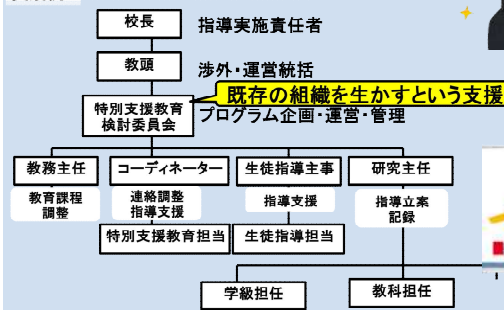 校長
指導実施責任者
教頭
渉外・運営統括
既存の組織を生かすという支援
特別支援教育
検討委員会
プログラム企画・運営・管理
教務主任
コーディネーター
生徒指導主事
研究主任
教育課程
調整
連絡調整
指導支援
指導支援
指導立案
記録
特別支援教育担当
生徒指導担当
学級担任
教科担任